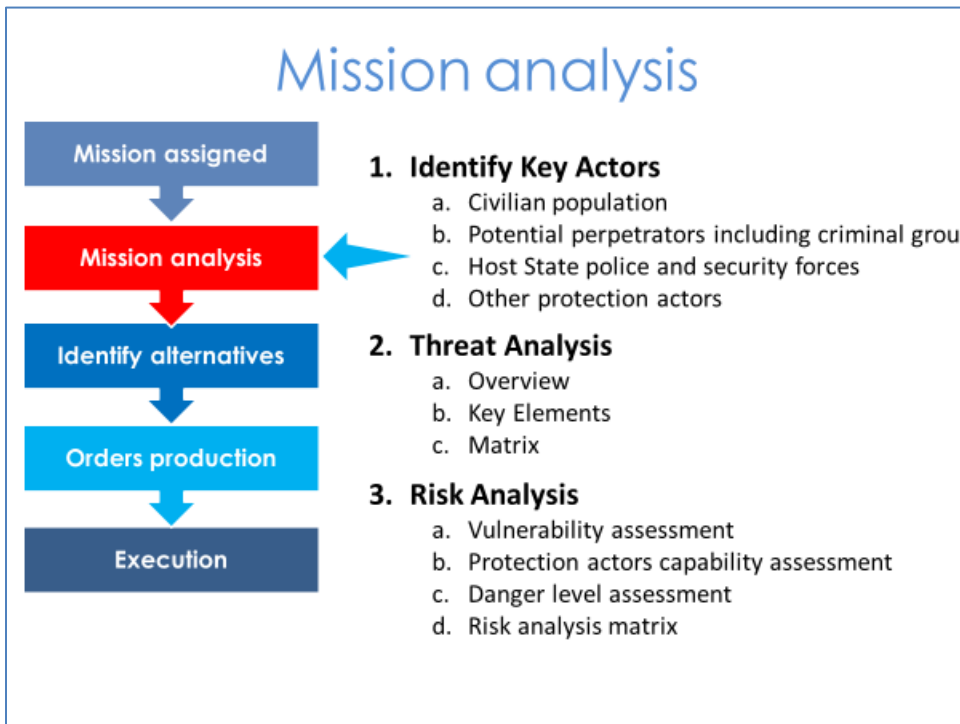 Mission analysis
Mission assigned
Mission analysis
Identify alternatives
Orders production
Execution
1. Identify Key Actors
a. Civilian population
b. Potential perpetrators including criminal grou
c. Host State police and security forces
d. Other protection actors
2. Threat Analysis
a. Overview
b. Key Elements
c. Matrix
3. Risk Analysis
a. Vulnerability assessment
b. Protection actors capability assessment
c. Danger level assessment
d. Risk analysis matrix